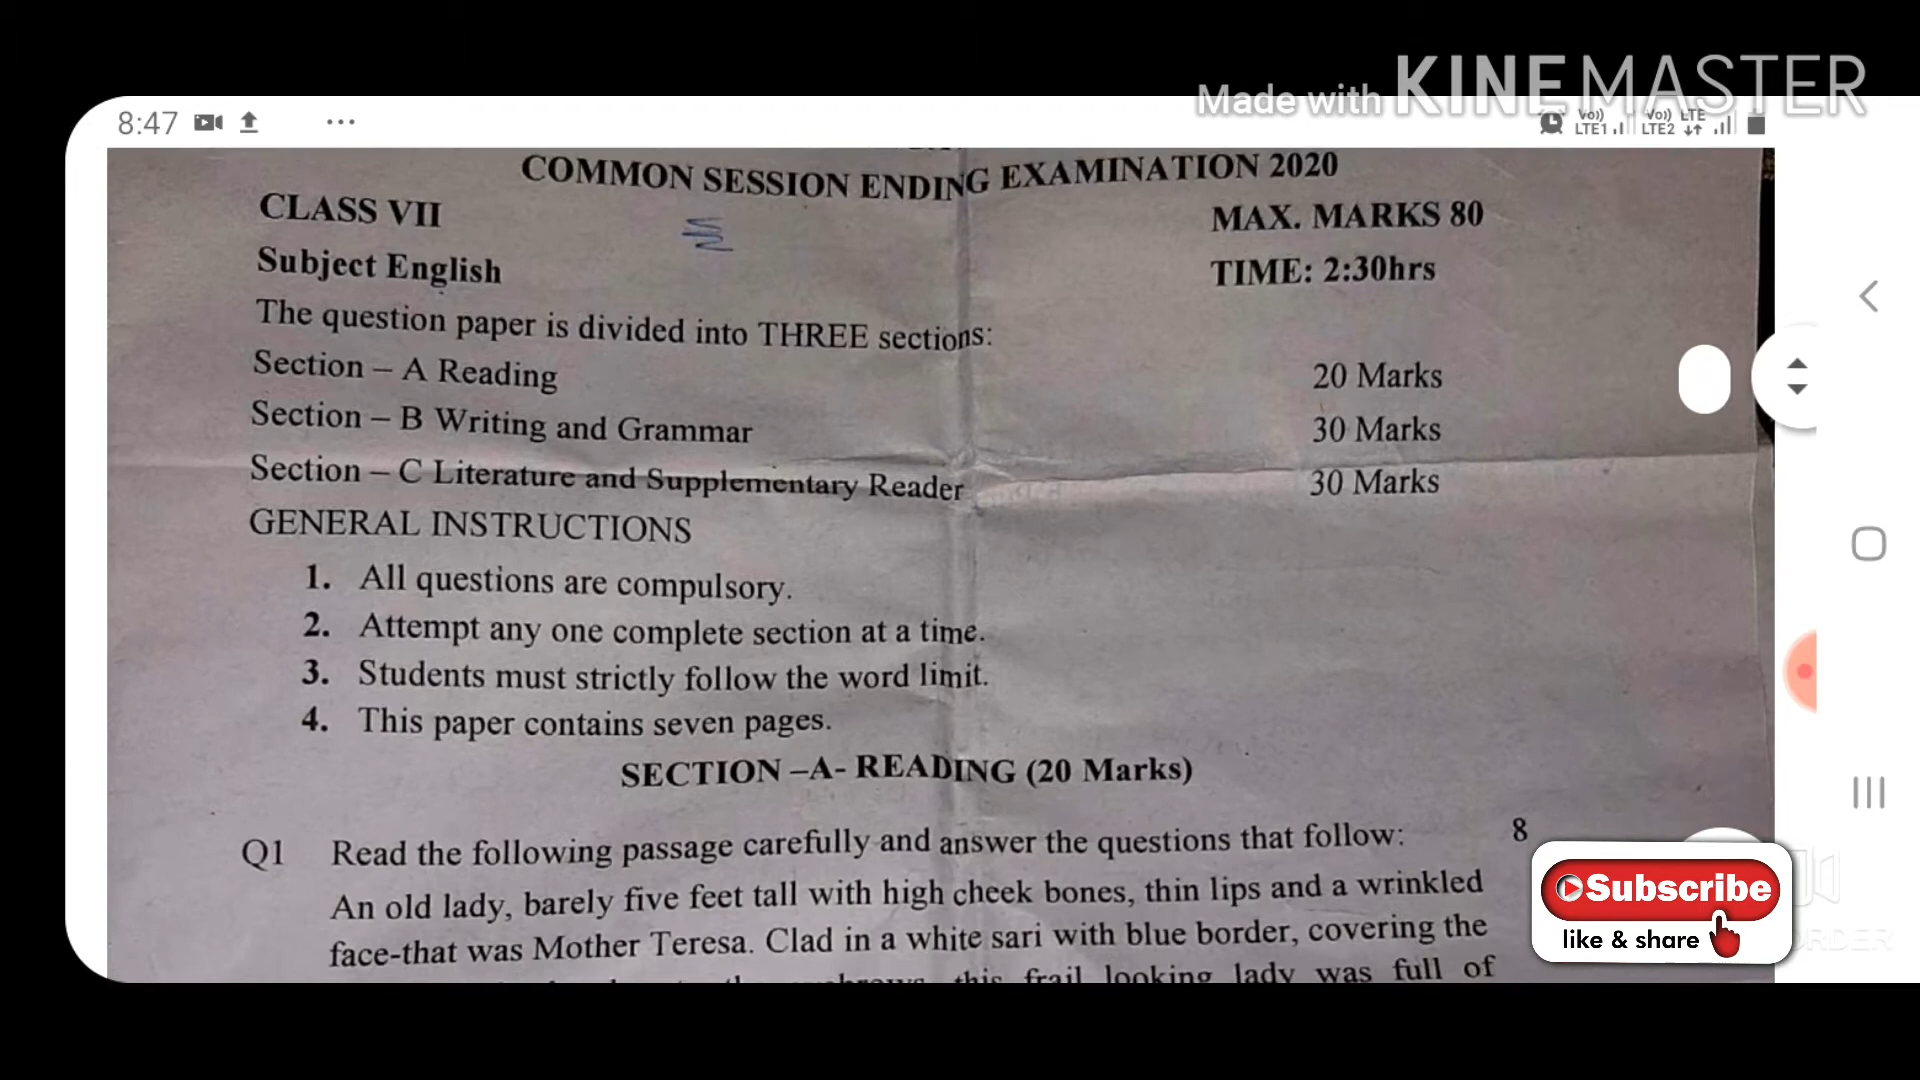 Made with KINEMASTER
8:47
VoLTE1 VoLTE2 LTE
COMMON SESSION ENDING EXAMINATION 2020
CLASS VII MAX. MARKS 80
Subject English TIME: 2:30hrs
The question paper is divided into THREE sections:
Section – A Reading 20 Marks
Section – B Writing and Grammar 30 Marks
Section – C Literature and Supplementary Reader 30 Marks
GENERAL INSTRUCTIONS
1. All questions are compulsory.
2. Attempt any one complete section at a time.
3. Students must strictly follow the word limit.
4. This paper contains seven pages.
SECTION –A- READING (20 Marks)
Q1 Read the following passage carefully and answer the questions that follow: 8
An old lady, barely five feet tall with high cheek bones, thin lips and a wrinkled
face-that was Mother Teresa. Clad in a white sari with blue border, covering the
this frail looking lady was full of
Subscribe
like & share